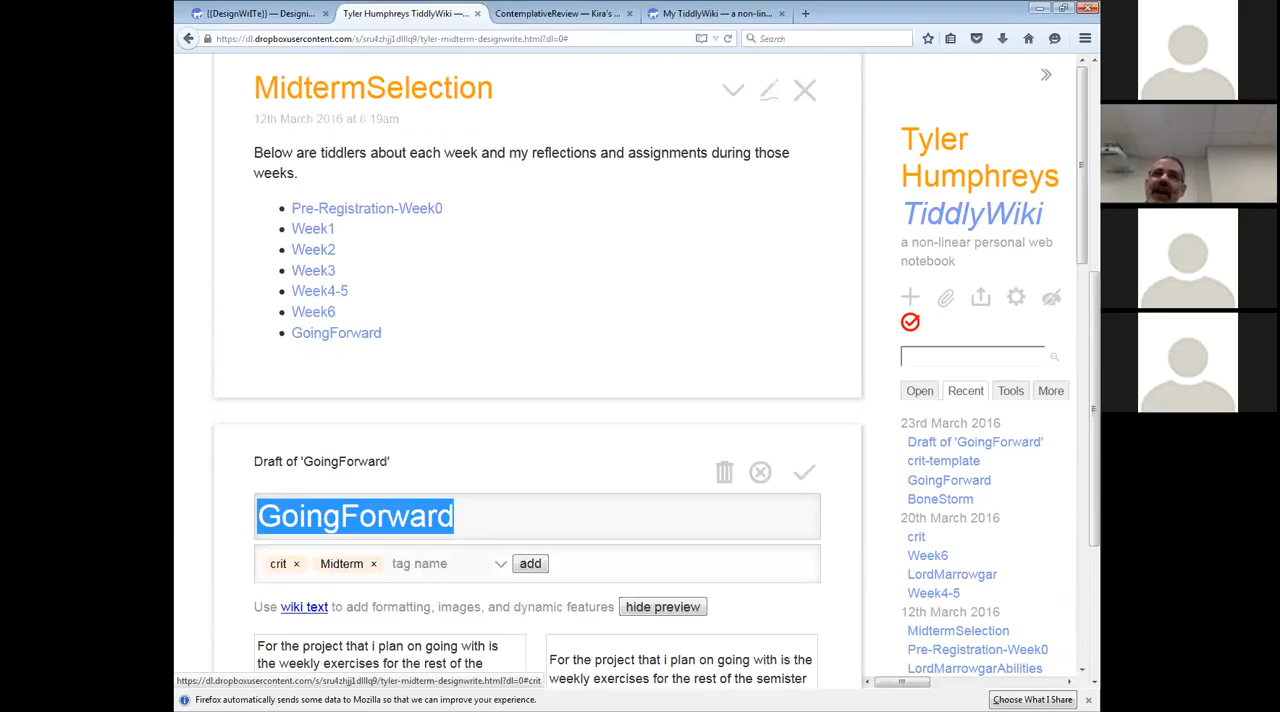 {{DesignWrITe}} — Designi...
Tyler Humphreys TiddlyWiki —...
ContemplativeReview — Kira's ...
My TiddlyWiki — a non-lin...
https://dl.dropboxusercontent.com/s/sru4zhjj1dlllq9/tyler-midterm-designwrite.html?dl=0#
Search
MidtermSelection
12th March 2016 at 8:19am
Below are tiddlers about each week and my reflections and assignments during those
weeks.
Pre-Registration-Week0
Week1
Week2
Week3
Week4-5
Week6
GoingForward
Draft of 'GoingForward'
GoingForward
crit × Midterm × tag name add
Use wiki text to add formatting, images, and dynamic features hide preview
For the project that i plan on going with is
the weekly exercises for the rest of the
For the project that i plan on going with is the
weekly exercises for the rest of the semester
Tyler
Humphreys
TiddlyWiki
a non-linear personal web
notebook
Open Recent Tools More
23rd March 2016
Draft of 'GoingForward'
crit-template
GoingForward
BoneStorm
20th March 2016
crit
Week6
LordMarrowgar
Week4-5
12th March 2016
MidtermSelection
Pre-Registration-Week0
LordMarrowgarAbilities
https://dl.dropboxusercontent.com/s/sru4zhjj1dlllq9/tyler-midterm-designwrite.html?dl=0#crit
Firefox automatically sends some data to Mozilla so that we can improve your experience.
Choose What I Share